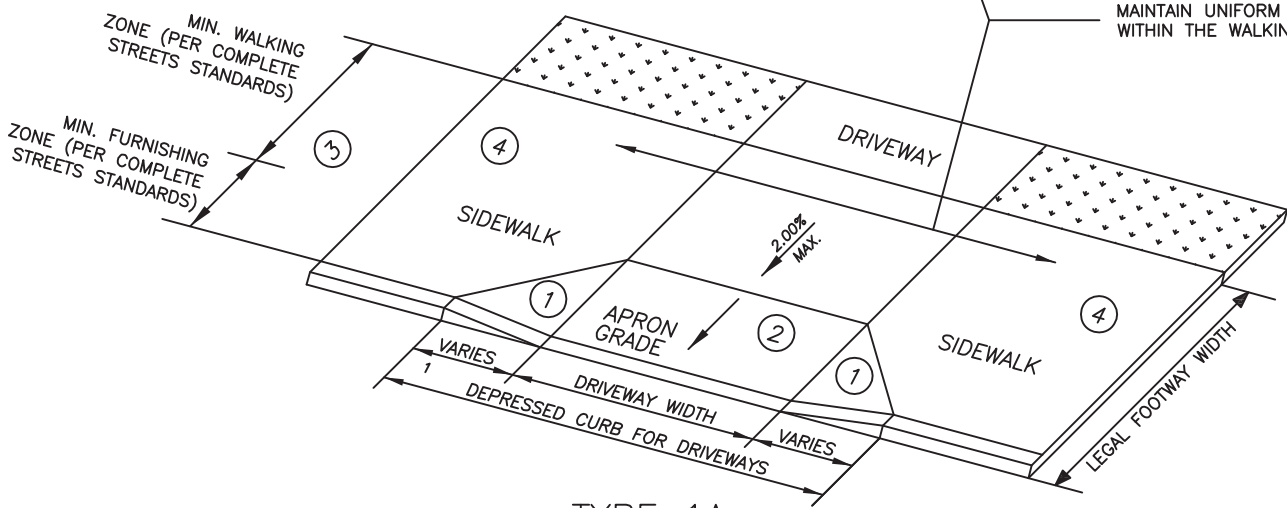 MIN. WALKING
ZONE (PER COMPLETE
STREETS STANDARDS)
MAINTAIN UNIFORM
WITHIN THE WALKIN
MIN. FURNISHING
ZONE (PER COMPLETE
STREETS STANDARDS)
3
4
DRIVEWAY
SIDEWALK
2.00%
MAX.
1
APRON
GRADE
2
4
1
SIDEWALK
VARIES
1
DRIVEWAY WIDTH
VARIES
DEPRESSED CURB FOR DRIVEWAYS
LEGAL FOOTWAY WIDTH